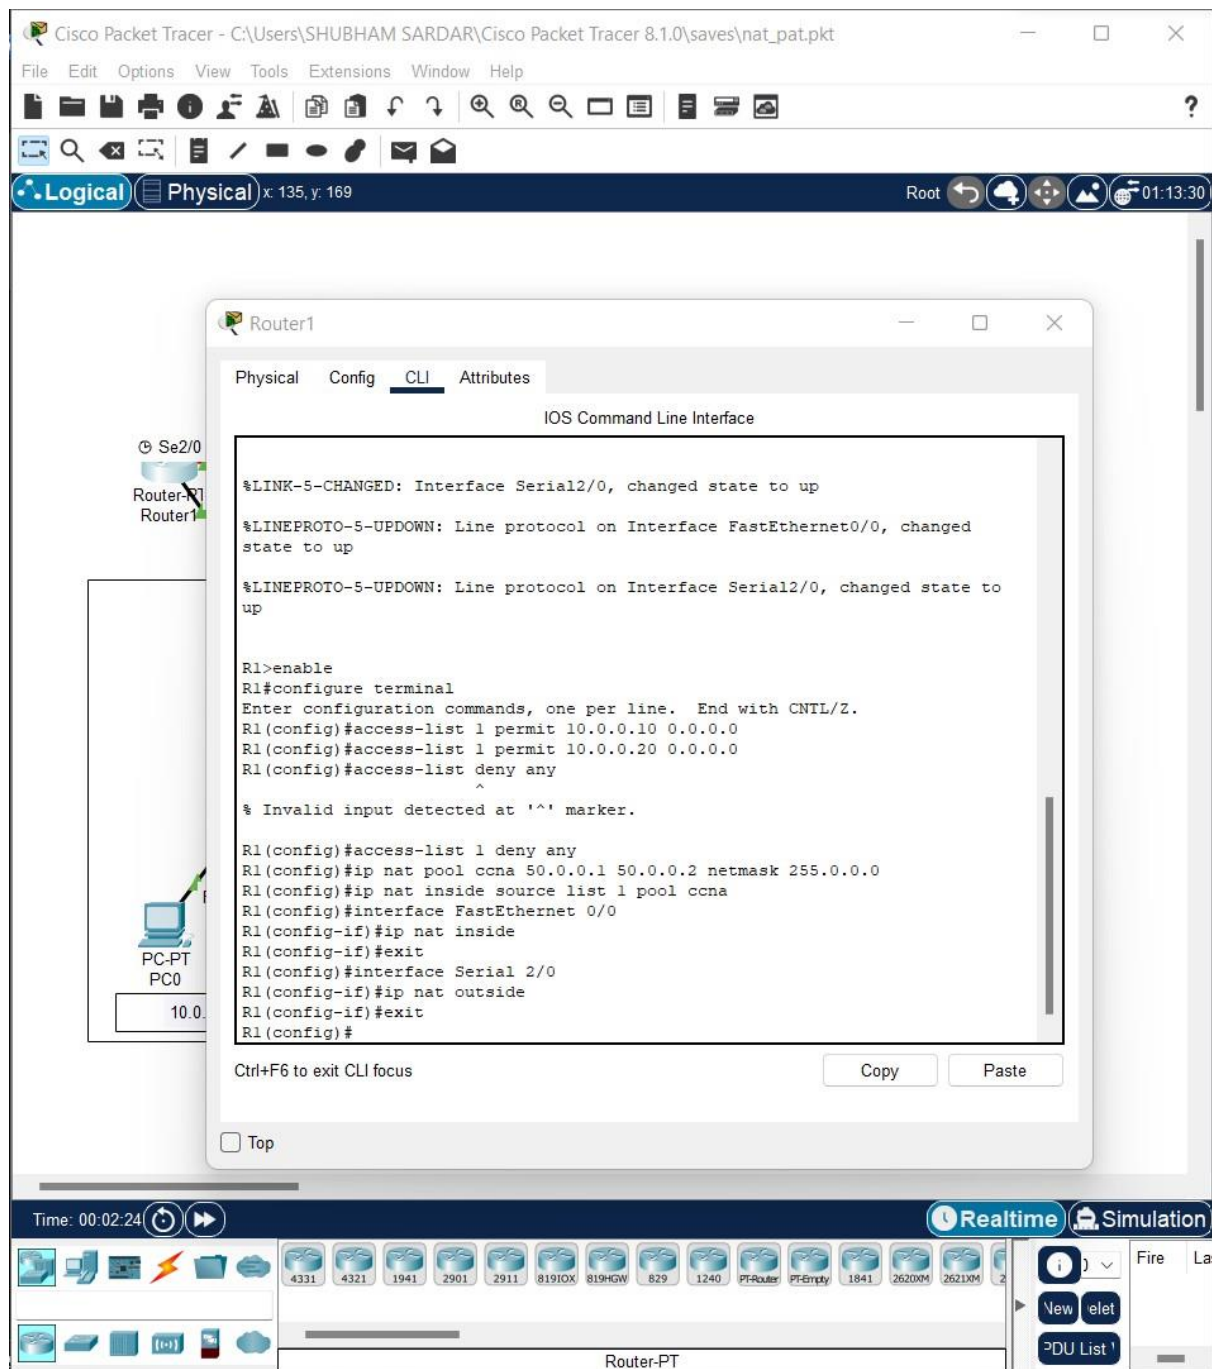 Cisco Packet Tracer - C:\Users\SHUBHAM SARDAR\Cisco Packet Tracer 8.1.0\saves\nat_pat.pkt
File Edit Options View Tools Extensions Window Help
?
Logical Physical x: 135, y: 169 Root 01:13:30
Router1
Physical Config CLI Attributes
IOS Command Line Interface
Se2/0
Router-PT
Router1
%LINK-5-CHANGED: Interface Serial2/0, changed state to up
%LINEPROTO-5-UPDOWN: Line protocol on Interface FastEthernet0/0, changed
state to up
%LINEPROTO-5-UPDOWN: Line protocol on Interface Serial2/0, changed state to
up
R1>enable
R1#configure terminal
Enter configuration commands, one per line.  End with CNTL/Z.
R1(config)#access-list 1 permit 10.0.0.10 0.0.0.0
R1(config)#access-list 1 permit 10.0.0.20 0.0.0.0
R1(config)#access-list deny any
^
% Invalid input detected at '^' marker.
R1(config)#access-list 1 deny any
R1(config)#ip nat pool ccna 50.0.0.1 50.0.0.2 netmask 255.0.0.0
R1(config)#ip nat inside source list 1 pool ccna
R1(config)#interface FastEthernet 0/0
R1(config-if)#ip nat inside
R1(config-if)#exit
R1(config)#interface Serial 2/0
R1(config-if)#ip nat outside
R1(config-if)#exit
R1(config)#
PC-PT
PC0
10.0.
Ctrl+F6 to exit CLI focus
Copy Paste
Top
Time: 00:02:24 Realtime Simulation
4331 4321 1941 2901 2911 819IOX 819HGW 829 1240 PT-Router PT-Empty 1841 2620XM 2621XM
Fire
New
PDU List
Router-PT